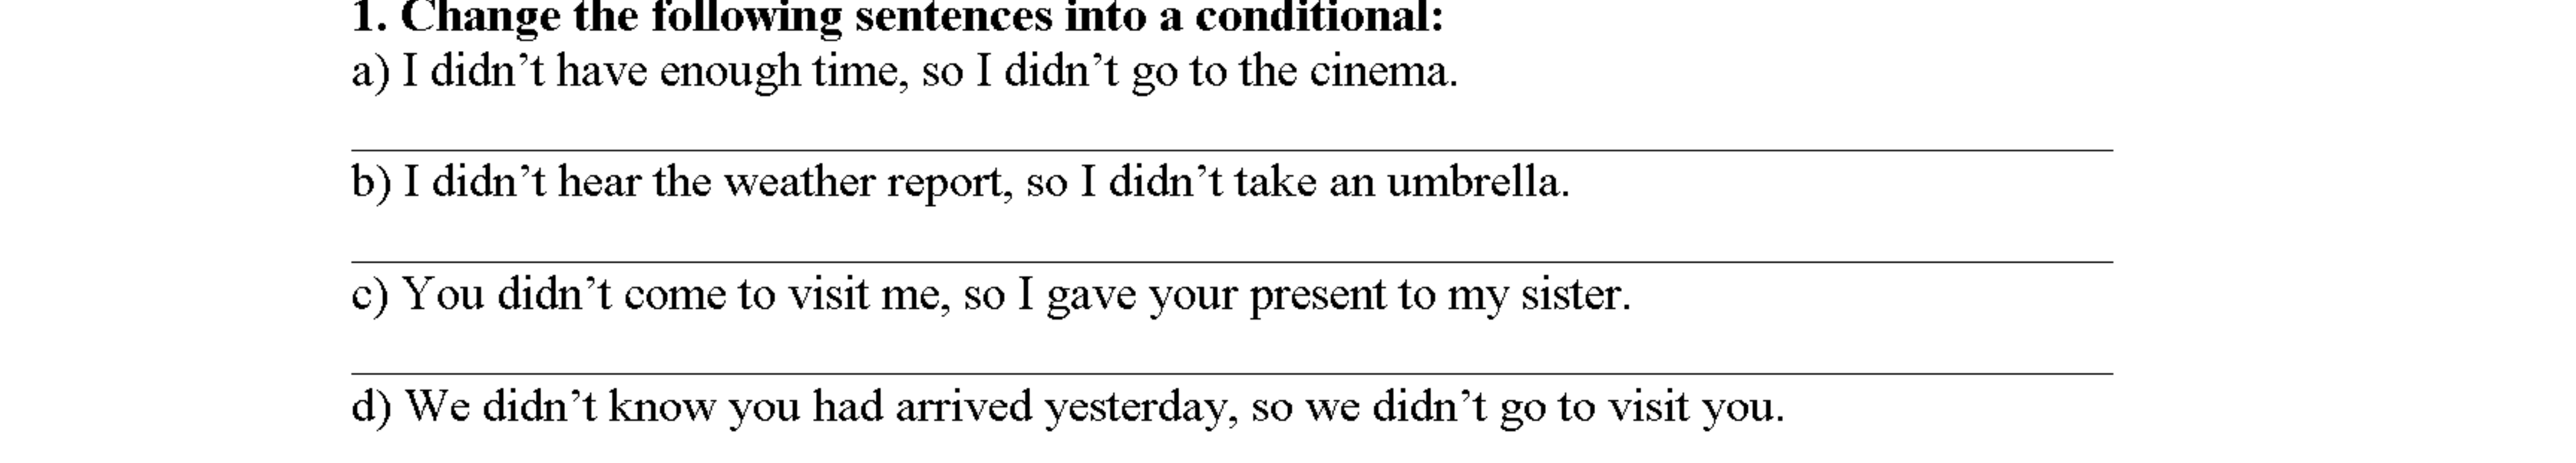 1. Change the following sentences into a conditional:
a) I didn’t have enough time, so I didn’t go to the cinema.
b) I didn’t hear the weather report, so I didn’t take an umbrella.
c) You didn’t come to visit me, so I gave your present to my sister.
d) We didn’t know you had arrived yesterday, so we didn’t go to visit you.